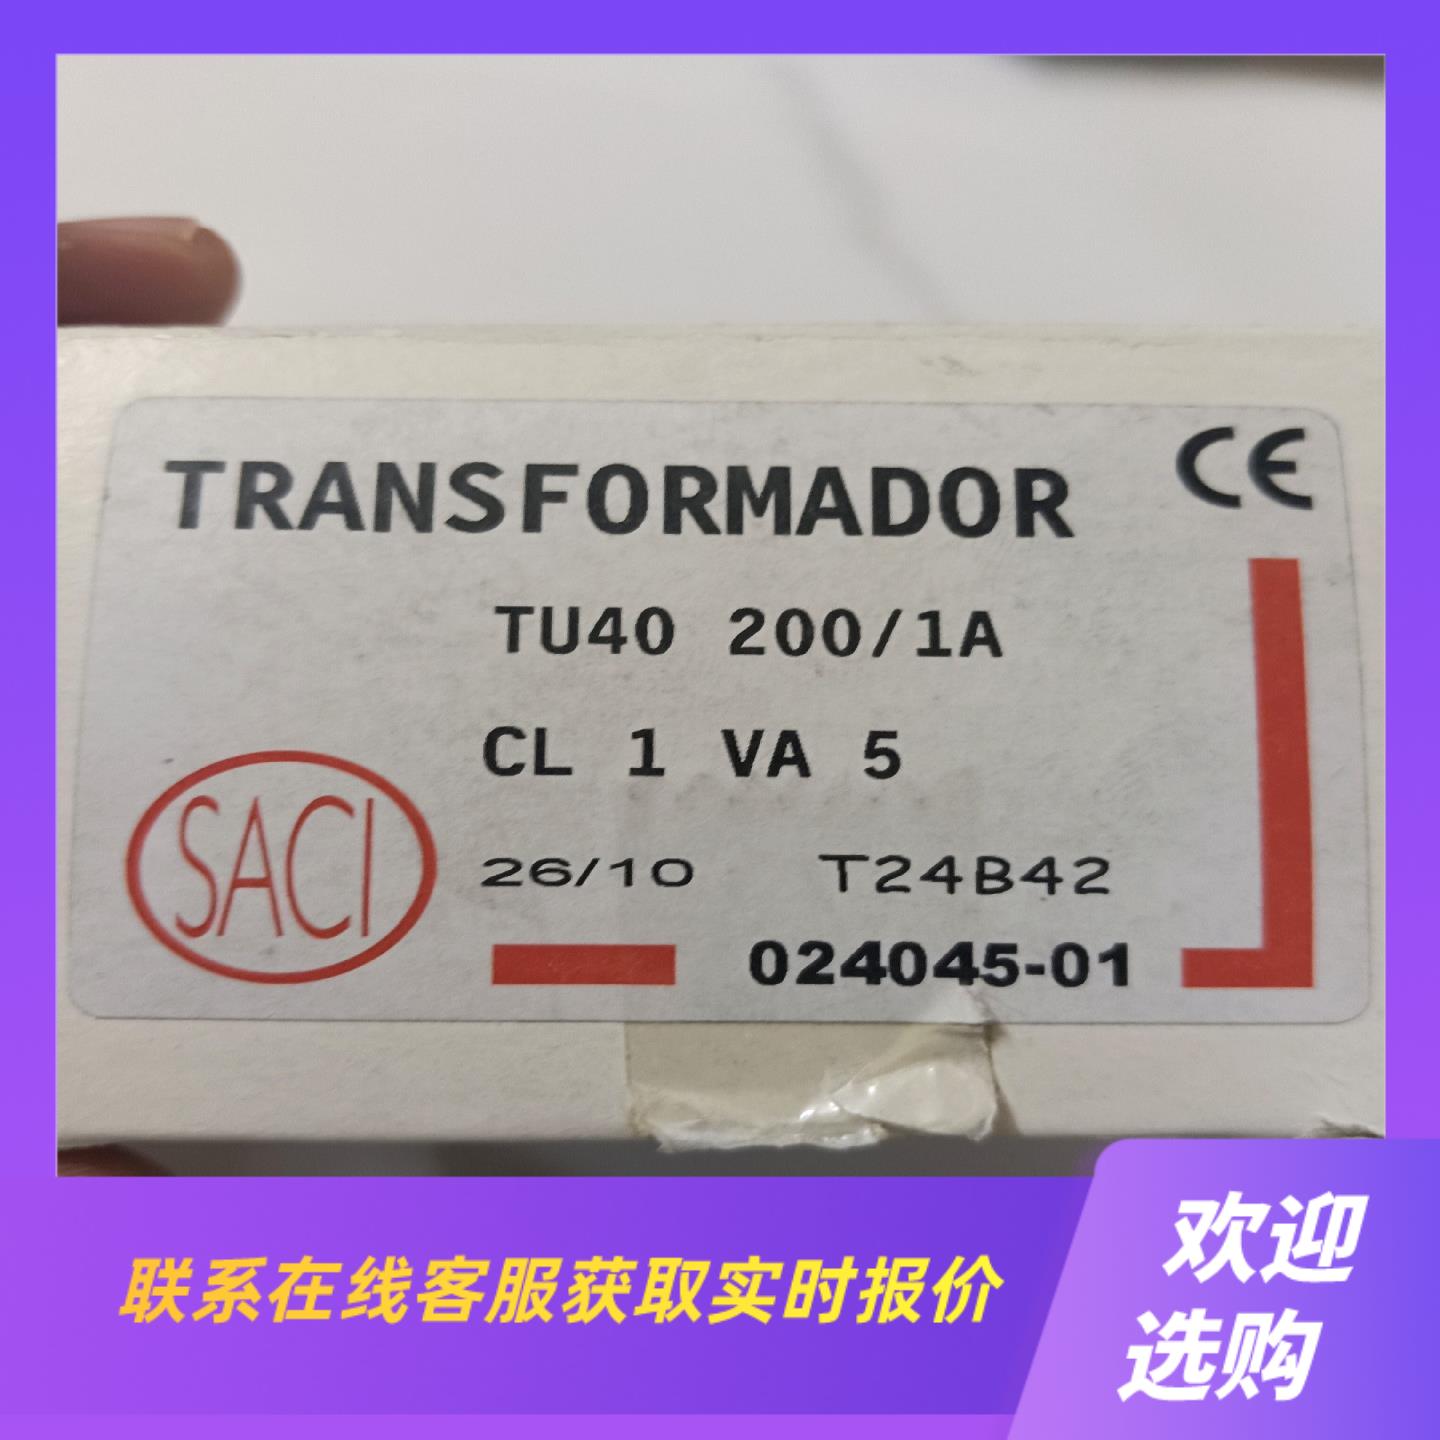 TRANSFORMADOR
CE
TU40 200/1A
CL 1 VA 5
SACI
26/10 T24B42
024045-01
联系在线客服获取实时报价
欢迎
选购